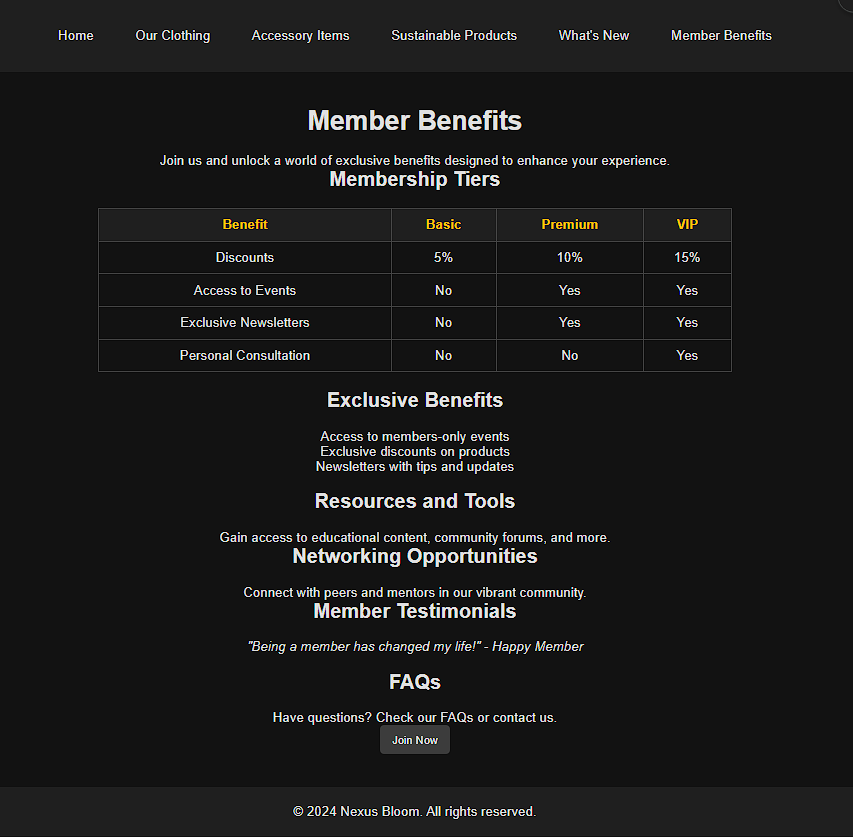 Home Our Clothing Accessory Items Sustainable Products What's New Member Benefits
Member Benefits
Join us and unlock a world of exclusive benefits designed to enhance your experience.
Membership Tiers
Benefit Basic Premium VIP
Discounts 5% 10% 15%
Access to Events No Yes Yes
Exclusive Newsletters No Yes Yes
Personal Consultation No No Yes
Exclusive Benefits
Access to members-only events
Exclusive discounts on products
Newsletters with tips and updates
Resources and Tools
Gain access to educational content, community forums, and more.
Networking Opportunities
Connect with peers and mentors in our vibrant community.
Member Testimonials
"Being a member has changed my life!" - Happy Member
FAQs
Have questions? Check our FAQs or contact us.
Join Now
© 2024 Nexus Bloom. All rights reserved.